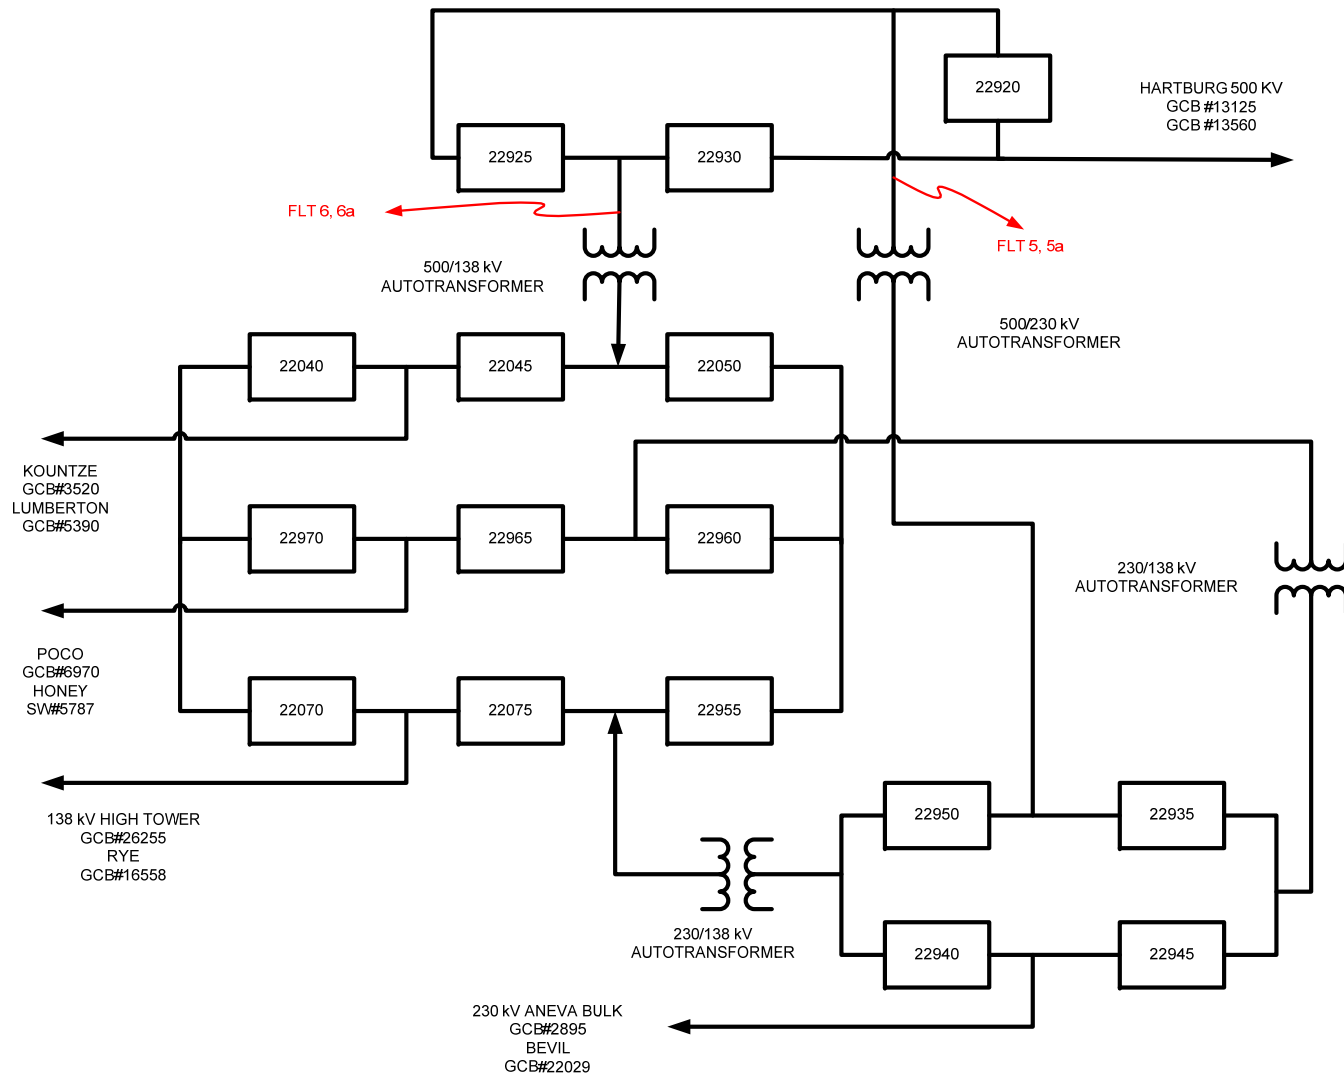 22920
HARTBURG 500 KV
GCB #13125
GCB #13560
22925
22930
FLT 6, 6a
FLT 5, 5a
500/138 kV
AUTOTRANSFORMER
500/230 kV
AUTOTRANSFORMER
22040
22045
22050
KOUNTZE
GCB#3520
LUMBERTON
GCB#5390
22970
22965
22960
230/138 kV
AUTOTRANSFORMER
POCO
GCB#6970
HONEY
SW#5787
22070
22075
22955
138 kV HIGH TOWER
GCB#26255
RYE
GCB#16558
22950
22935
230/138 kV
AUTOTRANSFORMER
22940
22945
230 kV ANEVA BULK
GCB#2895
BEVIL
GCB#22029